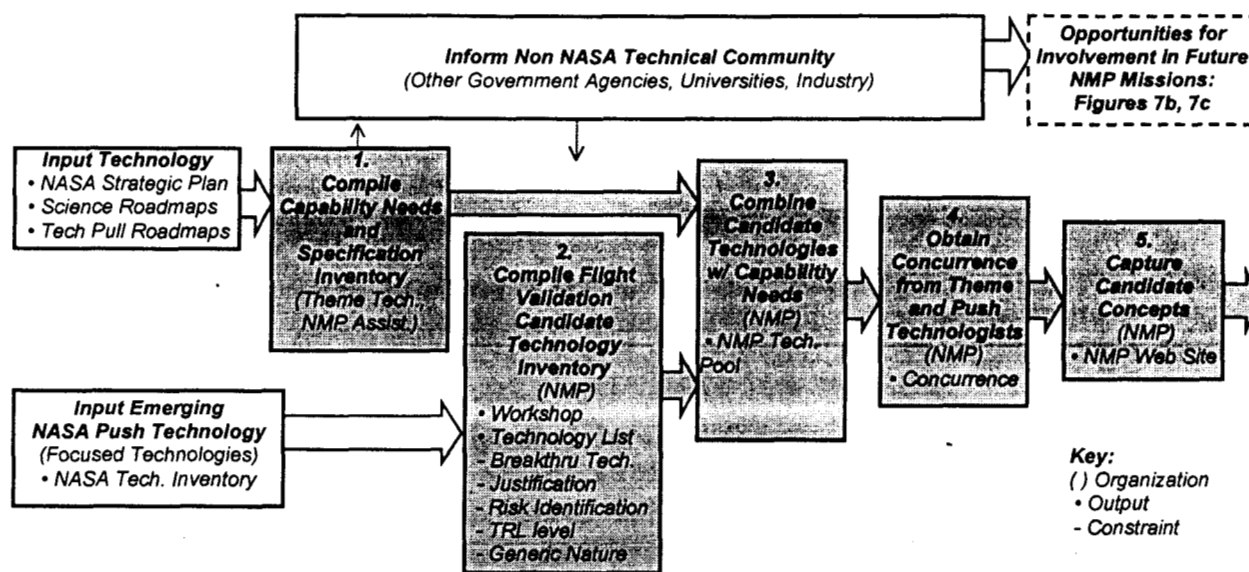 Inform Non NASA Technical Community
(Other Government Agencies, Universities, Industry)
Opportunities for
Involvement In Future
NMP Missions:
Figures 7b, 7c
Input Technology
• NASA Strategic Plan
• Science Roadmaps
• Tech Pull Roadmaps
1.
Compile
Capability Needs
and
Specification
Inventory
(Theme Tech.,
NMP Assist.)
2.
Compile Flight
Validation
Candidate
Technology
Inventory
(NMP)
• Workshop
• Technology List
- Breakthru Tech.
- Justification
- Risk Identification
- TRL level
- Generic Nature
3.
Combine
Candidate
Technologies
w/ Capabiltiy
Needs
(NMP)
• NMP Tech.
Pool
4.
Obtain
Concurrence
from Theme
and Push
Technologists
(NMP)
• Concurrence
5.
Capture
Candidate
Concepts
(NMP)
• NMP Web Site
Input Emerging
NASA Push Technology
(Focused Technologies)
• NASA Tech. Inventory
Key:
( ) Organization
• Output
- Constraint